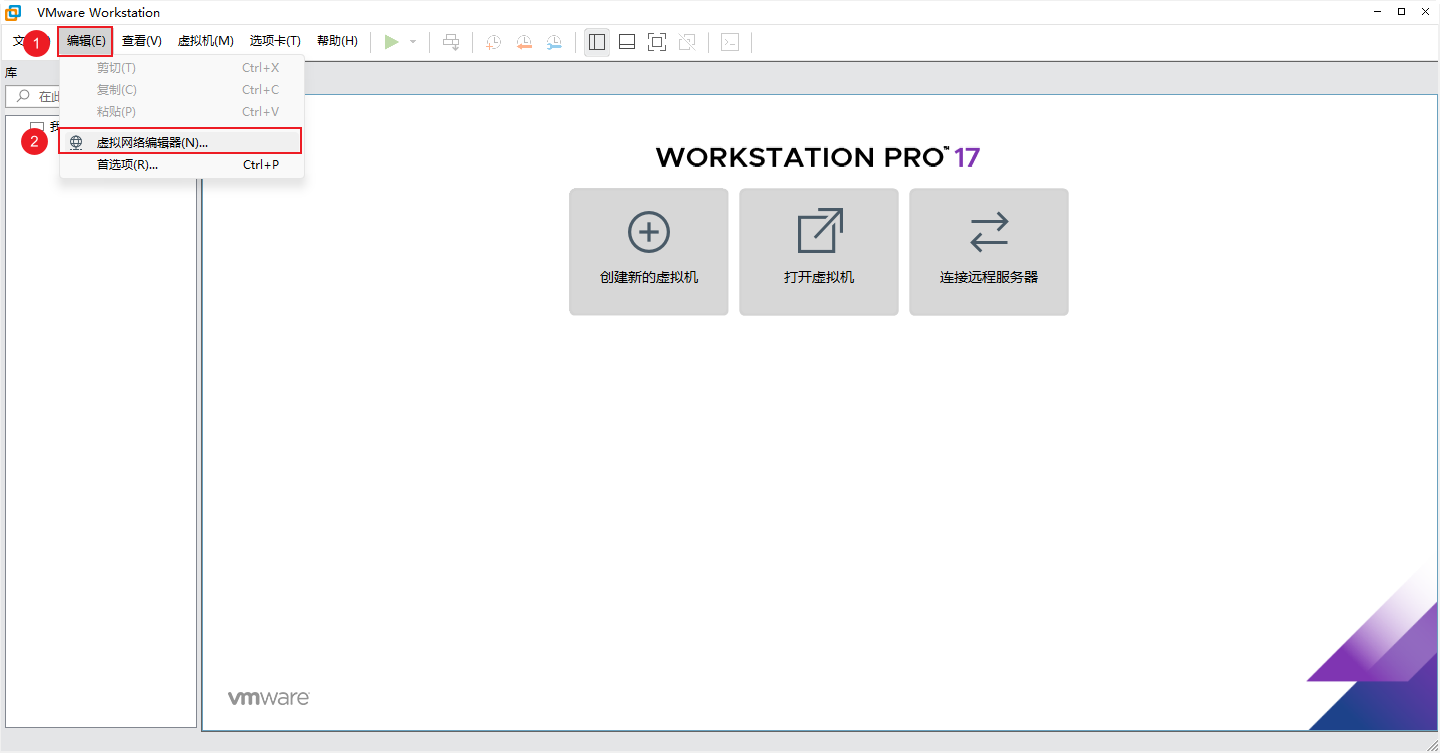 VMware Workstation
1
文
编辑(E)
查看(V)
虚拟机(M)
选项卡(T)
帮助(H)
库
剪切(T) Ctrl+X
在此
复制(C) Ctrl+C
粘贴(P) Ctrl+V
我
2
虚拟网络编辑器(N)...
首选项(R)... Ctrl+P
WORKSTATION PRO™ 17
创建新的虚拟机
打开虚拟机
连接远程服务器
vmware